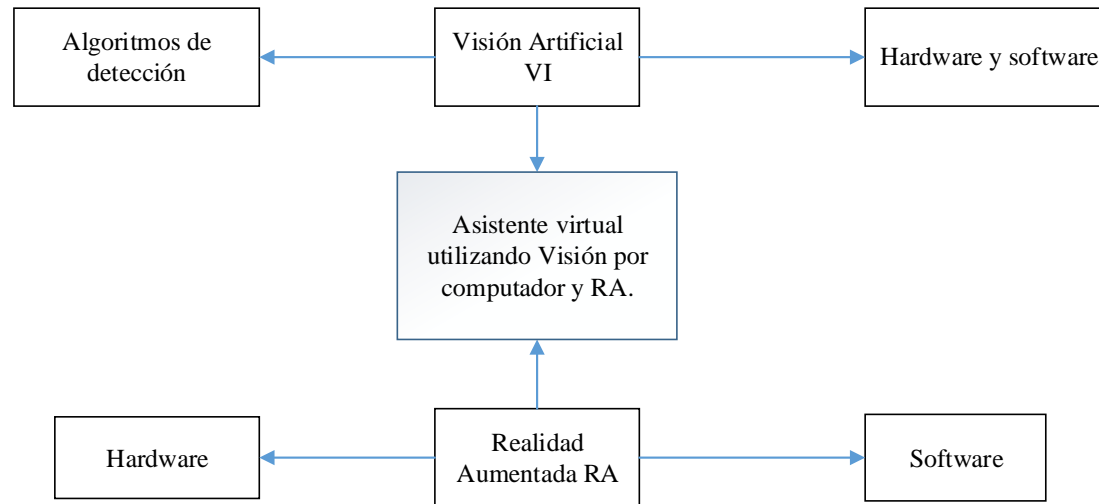 Algoritmos de
detección
Visión Artificial
VI
Hardware y software
Asistente virtual
utilizando Visión por
computador y RA.
Hardware
Realidad
Aumentada RA
Software